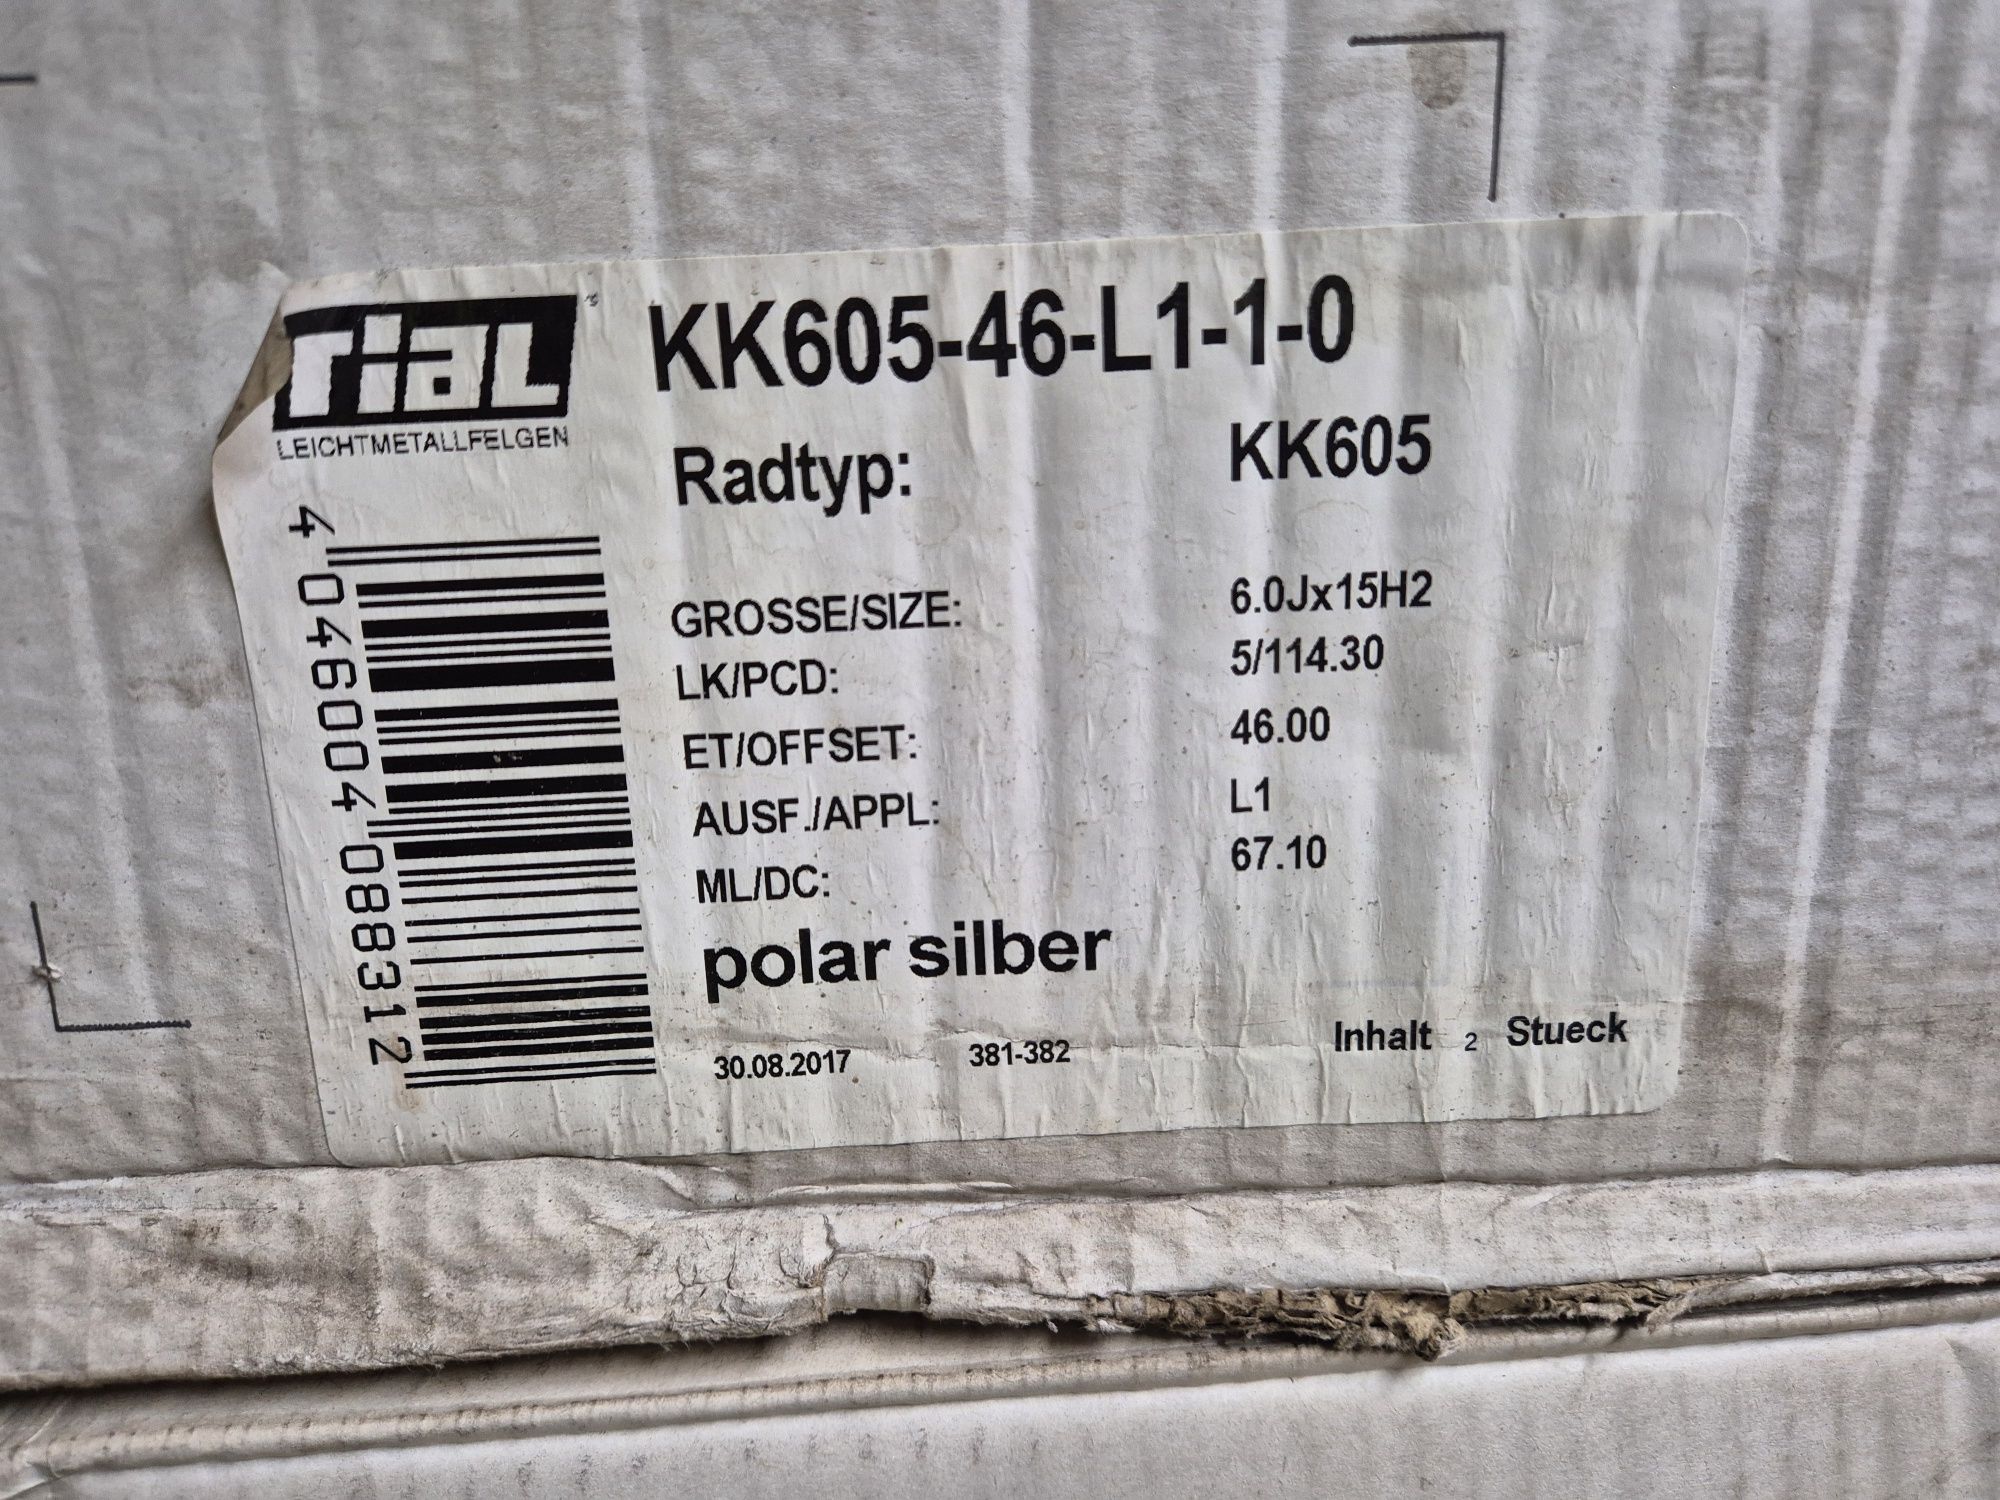 rial
LEICHTMETALLFELGEN
KK605-46-L1-1-0
Radtyp: KK605
GROSSE/SIZE: 6.0Jx15H2
LK/PCD: 5/114.30
ET/OFFSET: 46.00
AUSF./APPL: L1
ML/DC: 67.10
polar silber
30.08.2017 381-382 Inhalt 2 Stueck
4 046004 088312